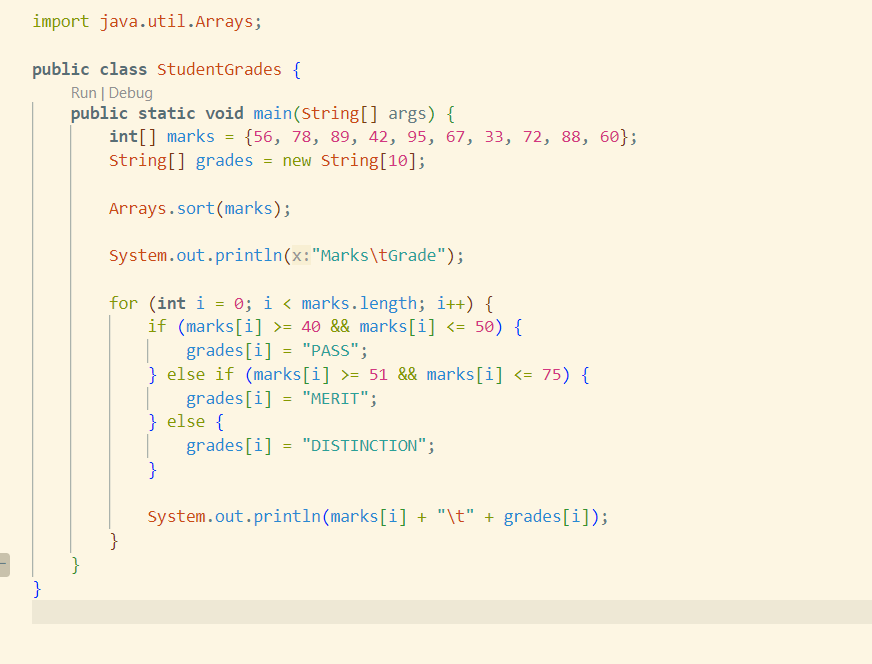 import java.util.Arrays;
public class StudentGrades {
Run | Debug
public static void main(String[] args) {
int[] marks = {56, 78, 89, 42, 95, 67, 33, 72, 88, 60};
String[] grades = new String[10];
Arrays.sort(marks);
System.out.println(x:"Marks\tGrade");
for (int i = 0; i < marks.length; i++) {
if (marks[i] >= 40 && marks[i] <= 50) {
grades[i] = "PASS";
} else if (marks[i] >= 51 && marks[i] <= 75) {
grades[i] = "MERIT";
} else {
grades[i] = "DISTINCTION";
}
System.out.println(marks[i] + "\t" + grades[i]);
}
}
}